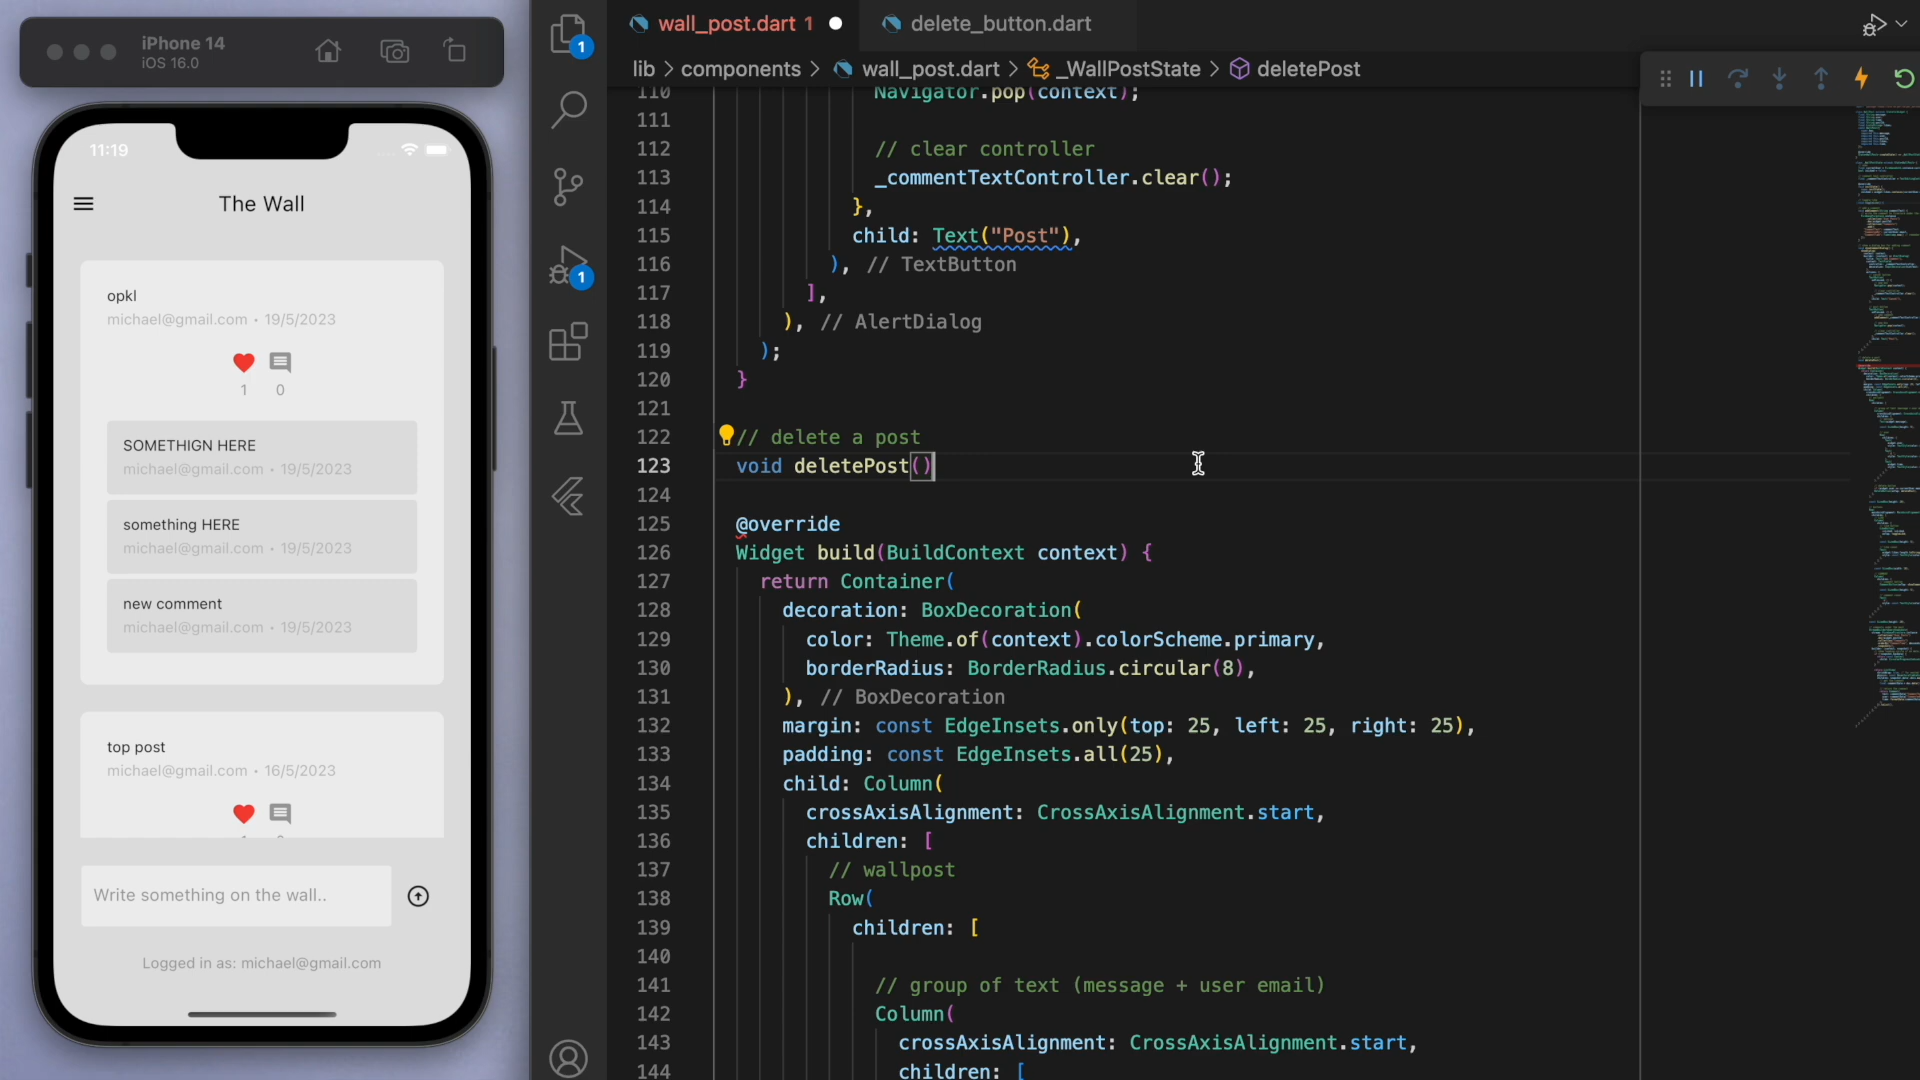 iPhone 14
iOS 16.0
11:19
The Wall
opkl
michael@gmail.com • 19/5/2023
1 0
SOMETHIGN HERE
michael@gmail.com • 19/5/2023
something HERE
michael@gmail.com • 19/5/2023
new comment
michael@gmail.com • 19/5/2023
top post
michael@gmail.com • 16/5/2023
Write something on the wall..
Logged in as: michael@gmail.com
1
1
wall_post.dart 1
delete_button.dart
lib > components > wall_post.dart > _WallPostState > deletePost
110 Navigator.pop(context);
111
112 // clear controller
113 _commentTextController.clear();
114 },
115 child: Text("Post"),
116 ), // TextButton
117 ],
118 ), // AlertDialog
119 );
120 }
121
122 // delete a post
123 void deletePost()
124
125 @override
126 Widget build(BuildContext context) {
127 return Container(
128 decoration: BoxDecoration(
129 color: Theme.of(context).colorScheme.primary,
130 borderRadius: BorderRadius.circular(8),
131 ), // BoxDecoration
132 margin: const EdgeInsets.only(top: 25, left: 25, right: 25),
133 padding: const EdgeInsets.all(25),
134 child: Column(
135 crossAxisAlignment: CrossAxisAlignment.start,
136 children: [
137 // wallpost
138 Row(
139 children: [
140
141 // group of text (message + user email)
142 Column(
143 crossAxisAlignment: CrossAxisAlignment.start,
144 children: [